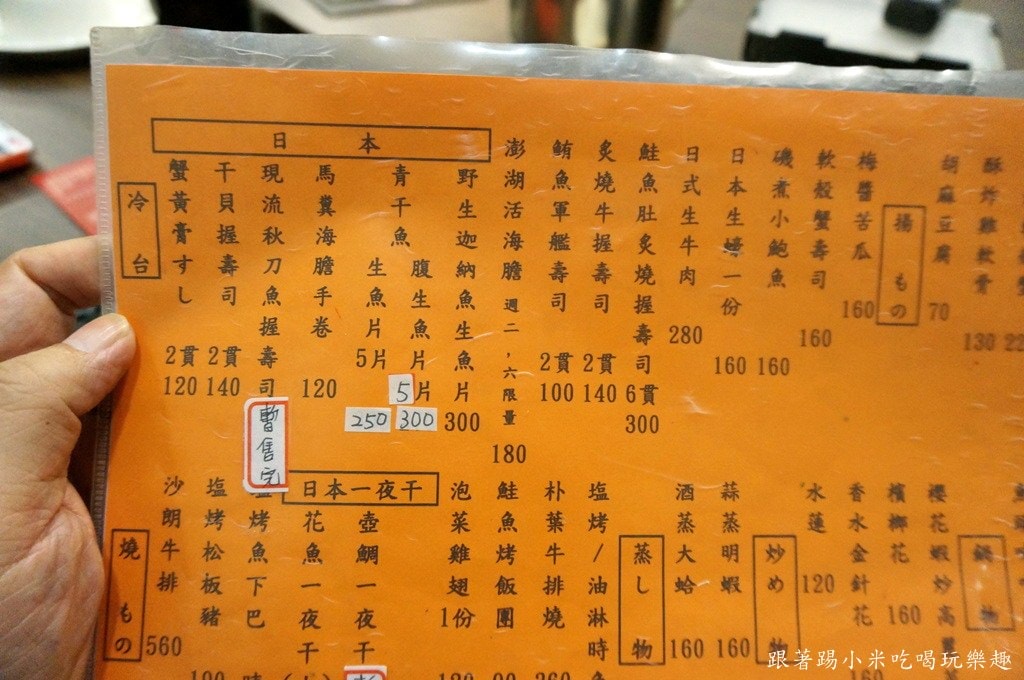 冷台
日本
蟹黃膏すし 2貫 120
干貝握壽司 2貫 140
現流秋刀魚握壽司 暫售完
馬糞海膽手卷 120
青干魚
生魚片 5片 250
腹生魚片 5片 300
野生迦納魚生魚片 300
澎湖活海膽 週二,六限量 180
鮪魚軍艦壽司 2貫 100
炙燒牛握壽司 2貫 140
鮭魚肚炙燒握壽司 6貫 300
日式生牛肉 280
日本生蠔一份 160
磯煮小鮑魚 160
軟殼蟹壽司 160
梅醬苦瓜 160
揚もの
胡麻豆腐 70
酥炸雞軟骨 130
燒もの
沙朗牛排 560
塩烤松板豬
烤魚下巴
日本一夜干
花魚一夜干
壺鯛一夜干
泡菜雞翅 1份
鮭魚烤飯團
朴葉牛排燒
塩烤/油淋時
蒸し物
酒蒸大蛤 160
蒜蒸明蝦 160
炒め物
水蓮 120
香水金針花
檳榔花 160
櫻花蝦炒高
鍋物
跟著踢小米吃喝玩樂趣